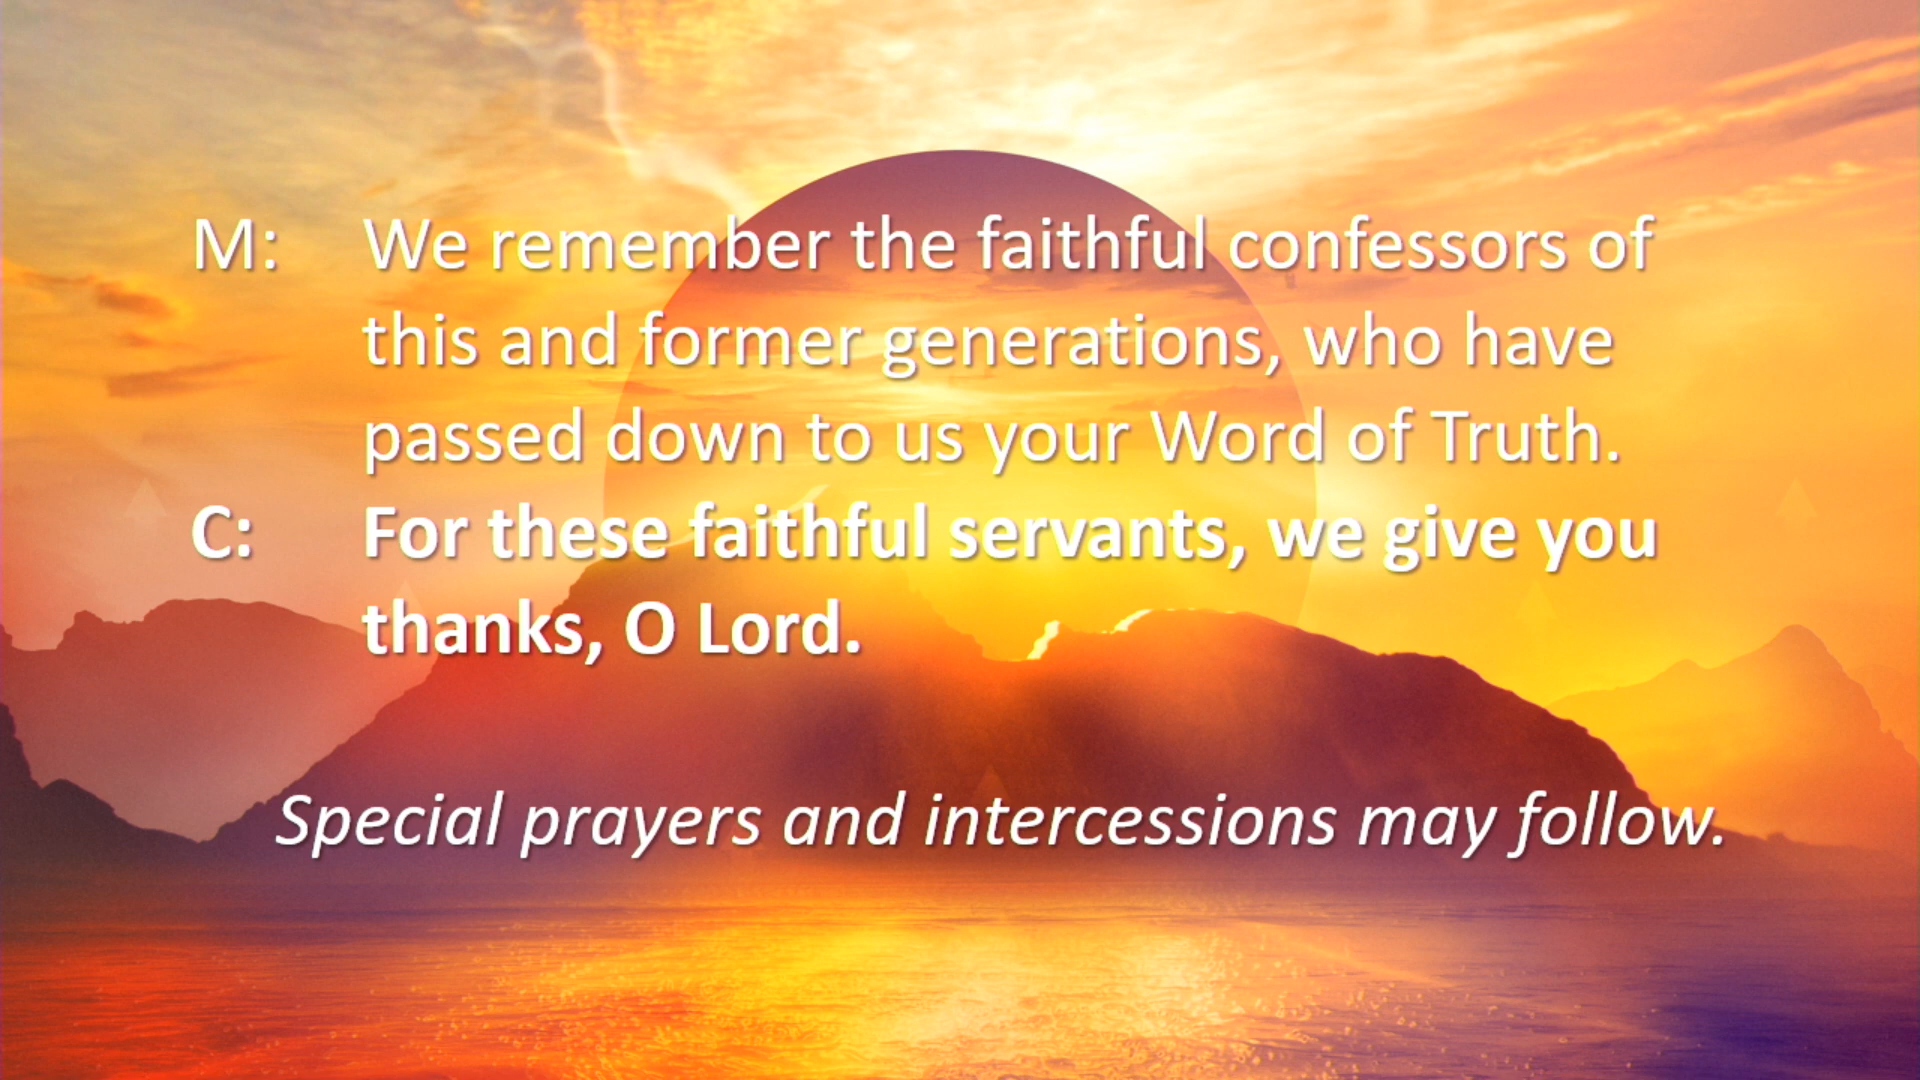 M: We remember the faithful confessors of
this and former generations, who have
passed down to us your Word of Truth.
C: For these faithful servants, we give you
thanks, O Lord.
Special prayers and intercessions may follow.